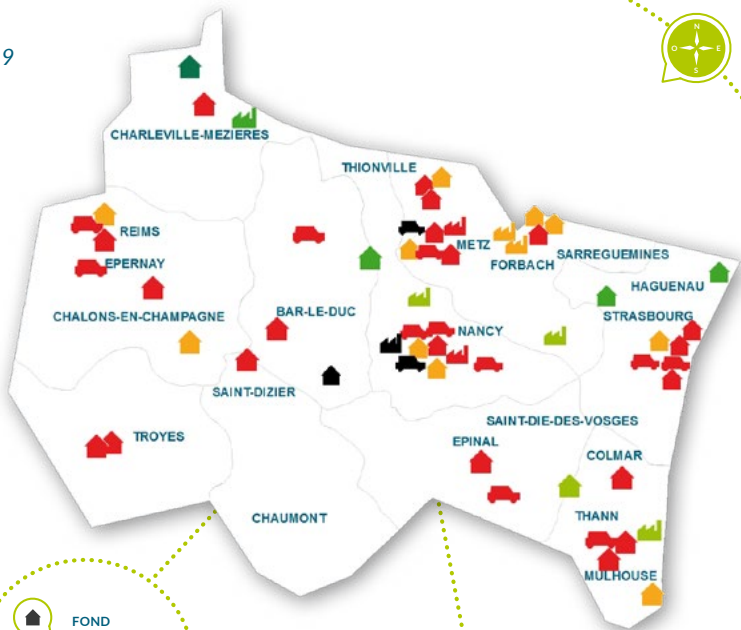 9
N
O E
S
CHARLEVILLE-MEZIERES
THIONVILLE
REIMS
METZ
EPERNAY
FORBACH
SARREGUEMINES
HAGUENAU
CHALONS-EN-CHAMPAGNE
BAR-LE-DUC
STRASBOURG
NANCY
SAINT-DIZIER
TROYES
SAINT-DIE-DES-VOSGES
EPINAL
COLMAR
CHAUMONT
THANN
MULHOUSE
FOND